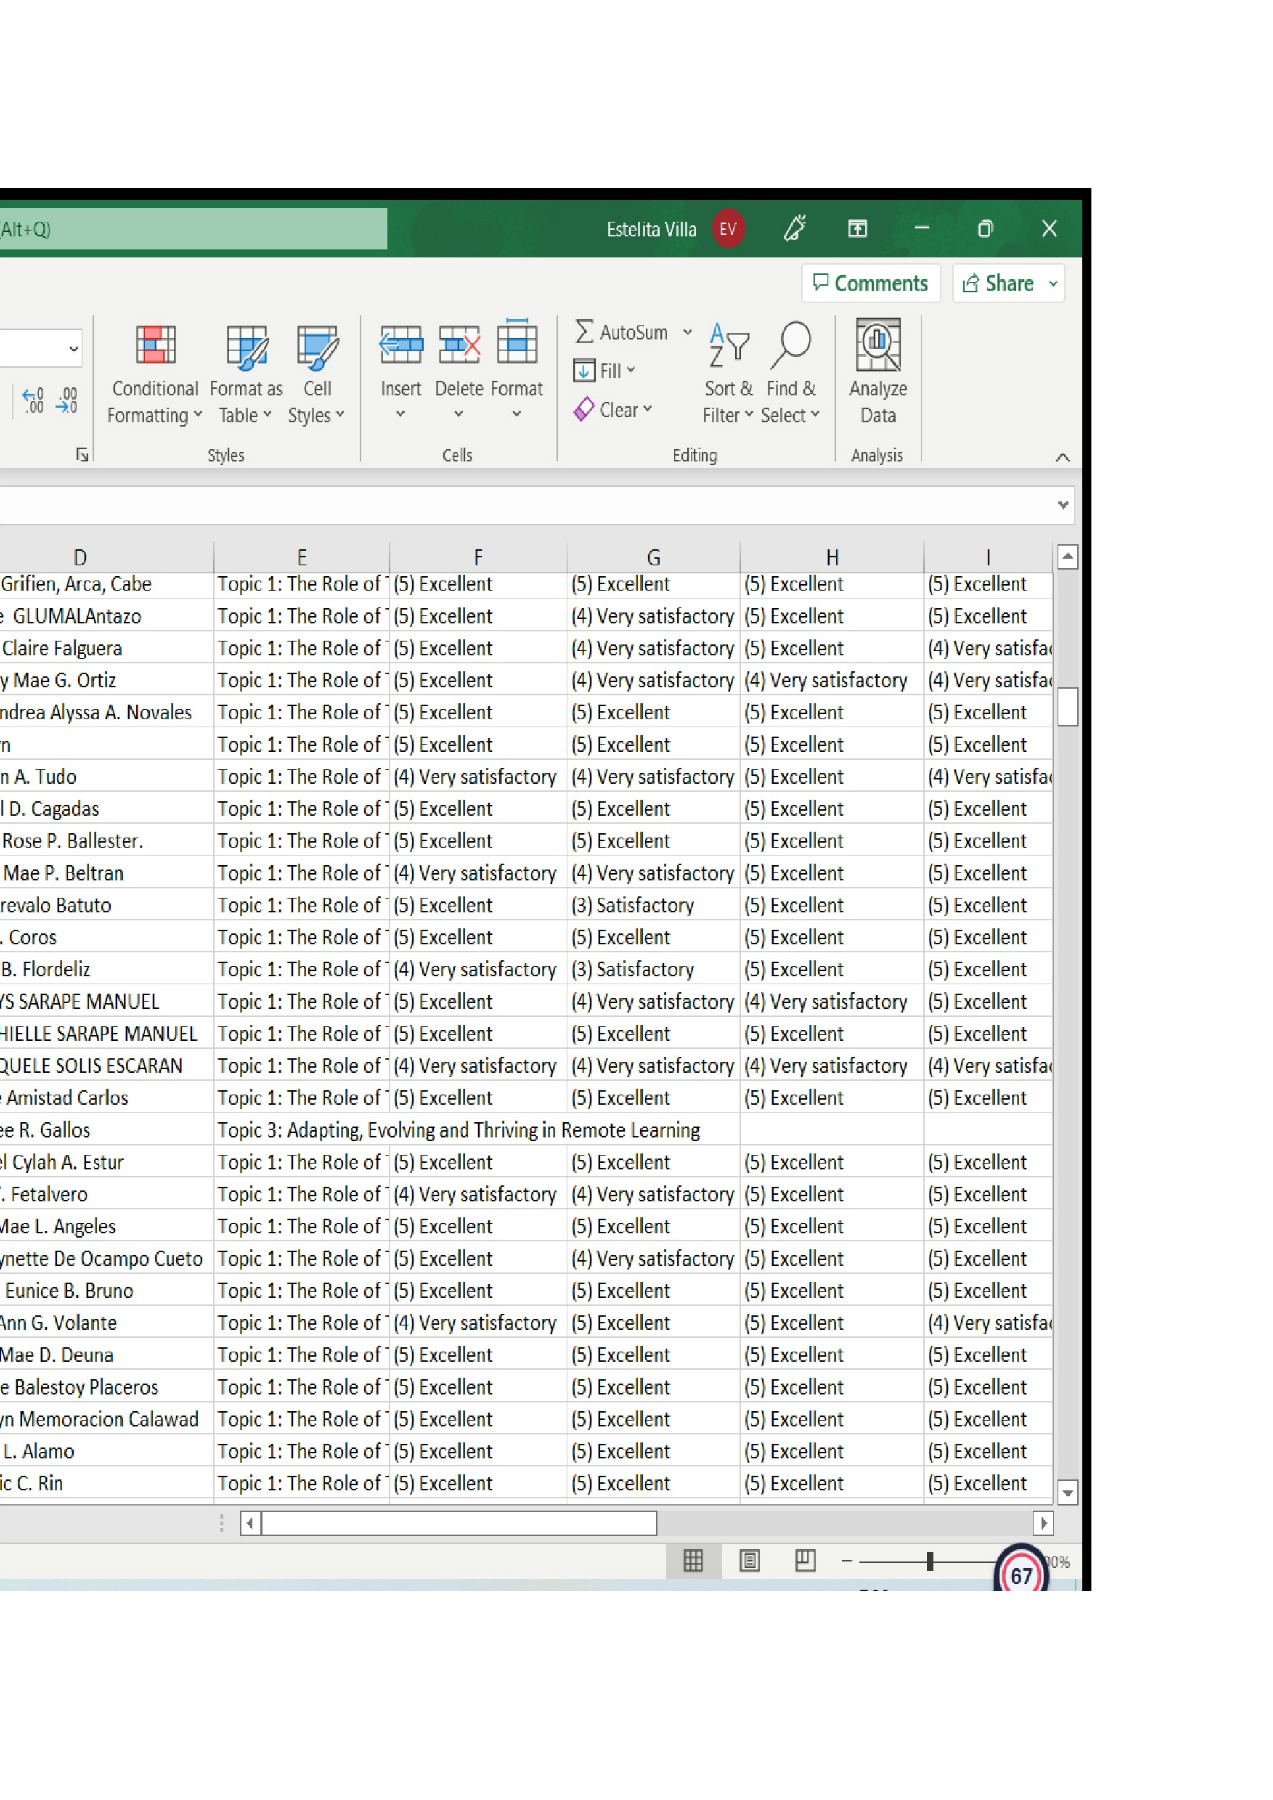 (Alt+Q) Estelita Villa EV
Comments Share
AutoSum
Fill
Clear
Conditional Formatting Format as Table Cell Styles Insert Delete Format Sort & Filter Find & Select Analyze Data
Styles Cells Editing Analysis
D E F G H I
Grifien, Arca, Cabe Topic 1: The Role of (5) Excellent (5) Excellent (5) Excellent (5) Excellent
e GLUMALAntazo Topic 1: The Role of (5) Excellent (4) Very satisfactory (5) Excellent (5) Excellent
Claire Falguera Topic 1: The Role of (5) Excellent (4) Very satisfactory (5) Excellent (4) Very satisfa
y Mae G. Ortiz Topic 1: The Role of (5) Excellent (4) Very satisfactory (4) Very satisfactory (4) Very satisfa
ndrea Alyssa A. Novales Topic 1: The Role of (5) Excellent (5) Excellent (5) Excellent (5) Excellent
n Topic 1: The Role of (5) Excellent (5) Excellent (5) Excellent (5) Excellent
n A. Tudo Topic 1: The Role of (4) Very satisfactory (4) Very satisfactory (5) Excellent (4) Very satisfa
l D. Cagadas Topic 1: The Role of (5) Excellent (5) Excellent (5) Excellent (5) Excellent
Rose P. Ballester. Topic 1: The Role of (5) Excellent (5) Excellent (5) Excellent (5) Excellent
Mae P. Beltran Topic 1: The Role of (4) Very satisfactory (4) Very satisfactory (5) Excellent (5) Excellent
revalo Batuto Topic 1: The Role of (5) Excellent (3) Satisfactory (5) Excellent (5) Excellent
. Coros Topic 1: The Role of (5) Excellent (5) Excellent (5) Excellent (5) Excellent
B. Flordeliz Topic 1: The Role of (4) Very satisfactory (3) Satisfactory (5) Excellent (5) Excellent
YS SARAPE MANUEL Topic 1: The Role of (5) Excellent (4) Very satisfactory (4) Very satisfactory (5) Excellent
HIELLE SARAPE MANUEL Topic 1: The Role of (5) Excellent (5) Excellent (5) Excellent (5) Excellent
QUELE SOLIS ESCARAN Topic 1: The Role of (4) Very satisfactory (4) Very satisfactory (4) Very satisfactory (4) Very satisfa
e Amistad Carlos Topic 1: The Role of (5) Excellent (5) Excellent (5) Excellent (5) Excellent
ee R. Gallos Topic 3: Adapting, Evolving and Thriving in Remote Learning
el Cylah A. Estur Topic 1: The Role of (5) Excellent (5) Excellent (5) Excellent (5) Excellent
. Fetalvero Topic 1: The Role of (4) Very satisfactory (4) Very satisfactory (5) Excellent (5) Excellent
Mae L. Angeles Topic 1: The Role of (5) Excellent (5) Excellent (5) Excellent (5) Excellent
ynette De Ocampo Cueto Topic 1: The Role of (5) Excellent (4) Very satisfactory (5) Excellent (5) Excellent
Eunice B. Bruno Topic 1: The Role of (5) Excellent (5) Excellent (5) Excellent (5) Excellent
Ann G. Volante Topic 1: The Role of (4) Very satisfactory (5) Excellent (5) Excellent (4) Very satisfa
Mae D. Deuna Topic 1: The Role of (5) Excellent (5) Excellent (5) Excellent (5) Excellent
e Balestoy Placeros Topic 1: The Role of (5) Excellent (5) Excellent (5) Excellent (5) Excellent
yn Memoracion Calawad Topic 1: The Role of (5) Excellent (5) Excellent (5) Excellent (5) Excellent
L. Alamo Topic 1: The Role of (5) Excellent (5) Excellent (5) Excellent (5) Excellent
ic C. Rin Topic 1: The Role of (5) Excellent (5) Excellent (5) Excellent (5) Excellent
67